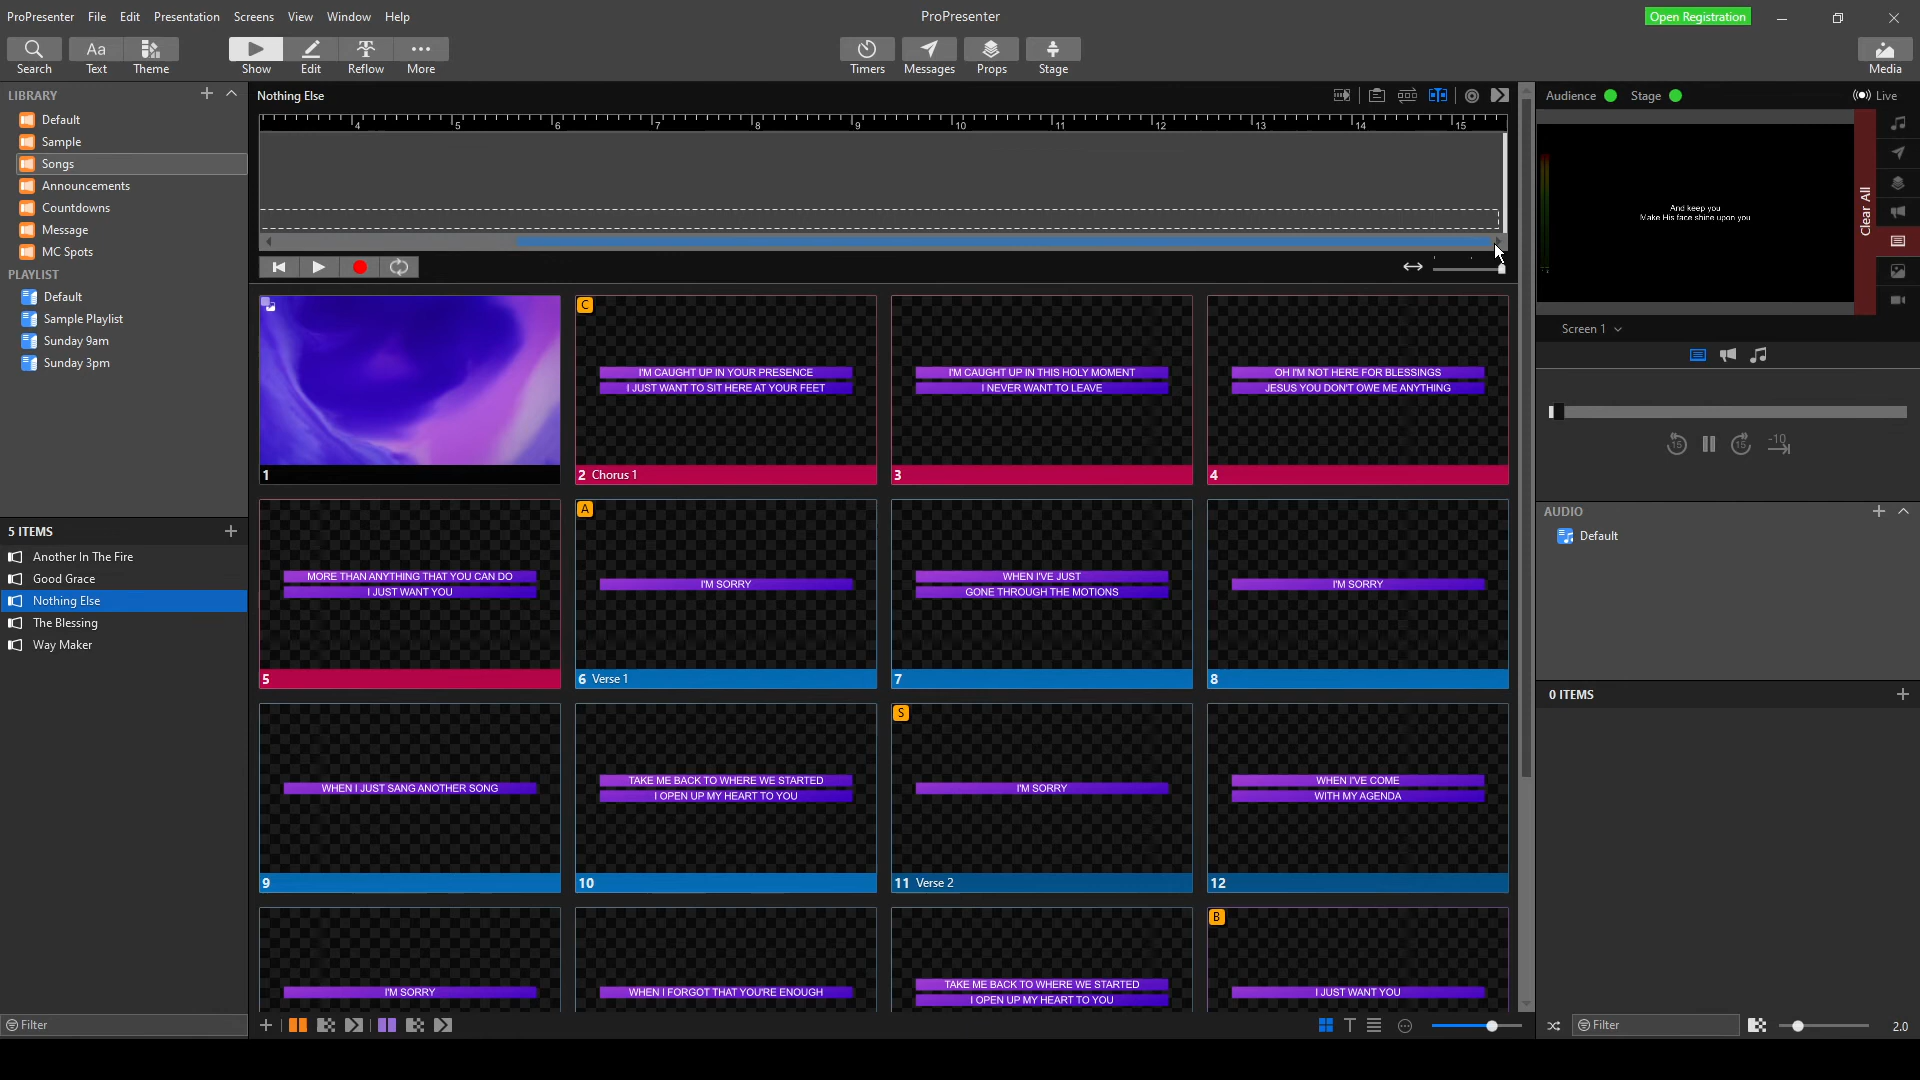 ProPresenter File Edit Presentation Screens View Window Help
ProPresenter
Open Registration
Search Aa Text Theme Show Edit Reflow More
Timers Messages Props Stage
Media
LIBRARY
Default
Sample
Songs
Announcements
Countdowns
Message
MC Spots
PLAYLIST
Default
Sample Playlist
Sunday 9am
Sunday 3pm
5 ITEMS
Another In The Fire
Good Grace
Nothing Else
The Blessing
Way Maker
Filter
Nothing Else
4 5 6 7 8 9 10 11 12 13 14 15
1
C
I'M CAUGHT UP IN YOUR PRESENCE
I JUST WANT TO SIT HERE AT YOUR FEET
2 Chorus 1
I'M CAUGHT UP IN THIS HOLY MOMENT
I NEVER WANT TO LEAVE
3
OH I'M NOT HERE FOR BLESSINGS
JESUS YOU DON'T OWE ME ANYTHING
4
MORE THAN ANYTHING THAT YOU CAN DO
I JUST WANT YOU
5
A
I'M SORRY
6 Verse 1
WHEN I'VE JUST
GONE THROUGH THE MOTIONS
7
I'M SORRY
8
WHEN I JUST SANG ANOTHER SONG
9
TAKE ME BACK TO WHERE WE STARTED
I OPEN UP MY HEART TO YOU
10
S
I'M SORRY
11 Verse 2
WHEN I'VE COME
WITH MY AGENDA
12
I'M SORRY
WHEN I FORGOT THAT YOU'RE ENOUGH
TAKE ME BACK TO WHERE WE STARTED
I OPEN UP MY HEART TO YOU
B
I JUST WANT YOU
Audience Stage Live
And keep you
Make His face shine upon you
Clear All
Screen 1
15 15 -10
AUDIO
Default
0 ITEMS
Filter
2.0